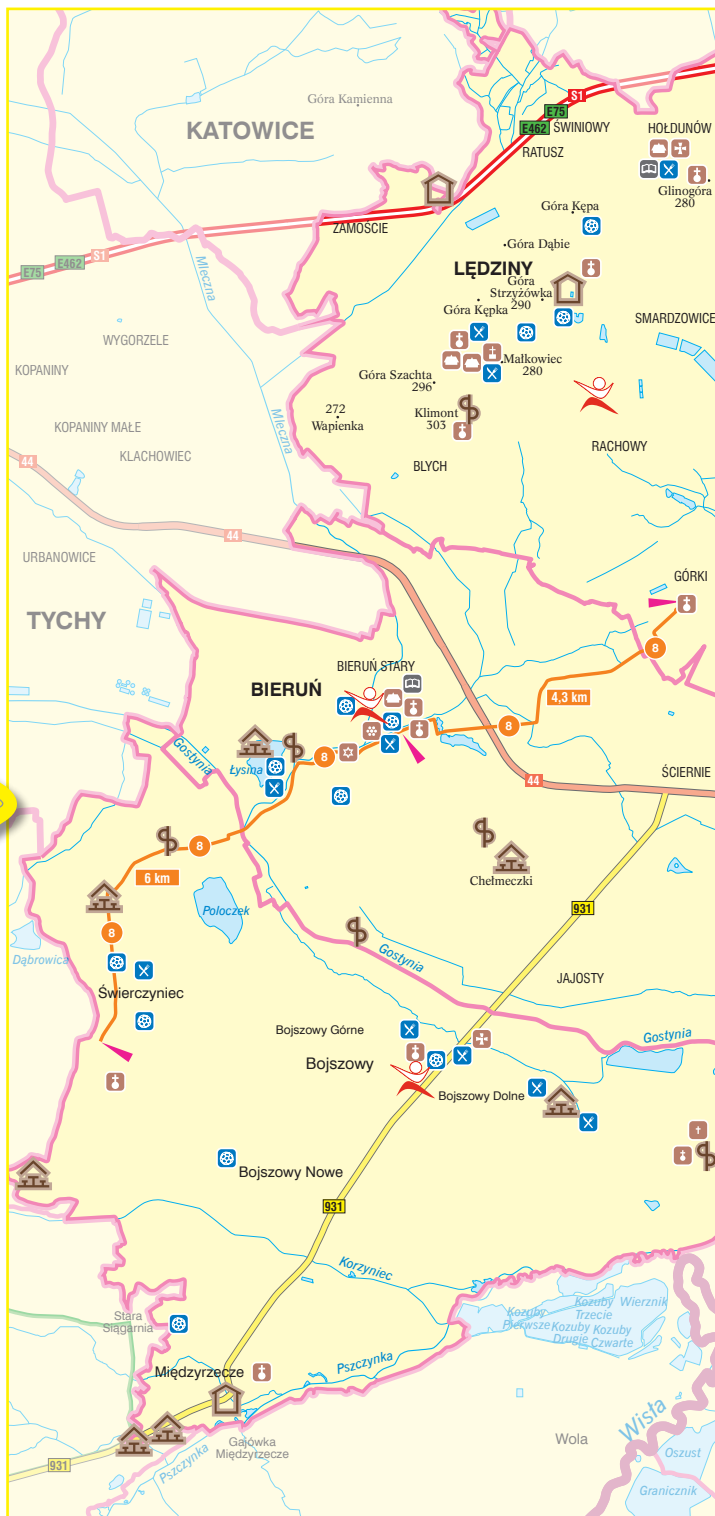 Góra Kamienna
KATOWICE
S1
E75
E462
ŚWINIOWY
RATUSZ
HOŁDUNÓW
Glinogóra
280
Góra Kępa
ZAMOŚCIE
Góra Dąbie
E75
E462
S1
Mleczna
LĘDZINY
Góra
Strzyżówka
290
Góra Kępka
SMARDZOWICE
WYGORZELE
KOPANINY
Małkowiec
280
Góra Szachta
296
272
Wapienka
Klimont
303
Mleczna
KOPANINY MAŁE
KLACHOWIEC
RACHOWY
BLYCH
44
44
URBANOWICE
GÓRKI
TYCHY
8
BIERUŃ STARY
BIERUŃ
4,3 km
8
Gostynia
8
Łysina
ŚCIERNIE
44
8
6 km
Chełmeczki
Poloczek
931
8
Dąbrowica
Gostynia
JAJOSTY
Świerczyniec
Bojszowy Górne
Gostynia
Bojszowy
Bojszowy Dolne
Bojszowy Nowe
931
Korzyniec
Stara
Siągarnia
Kozuby
Pierwsze
Kozuby
Trzecie
Wierznik
Kozuby
Drugie
Kozuby
Czwarte
Pszczynka
Międzyrzecze
Wisła
Gajówka
Międzyrzecze
Wola
Pszczynka
931
Oszust
Granicznik